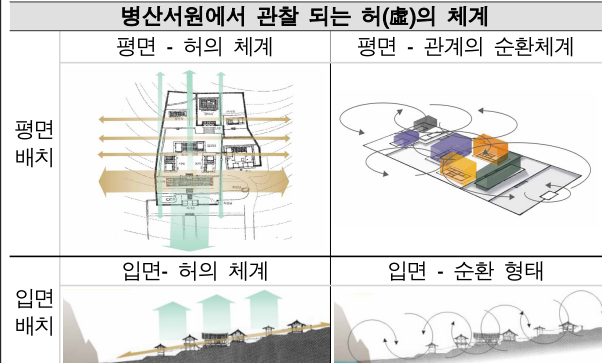 병산서원에서 관찰 되는 허(虛)의 체계
평면 - 허의 체계
평면 - 관계의 순환체계
평면
배치
입면- 허의 체계
입면 - 순환 형태
입면
배치